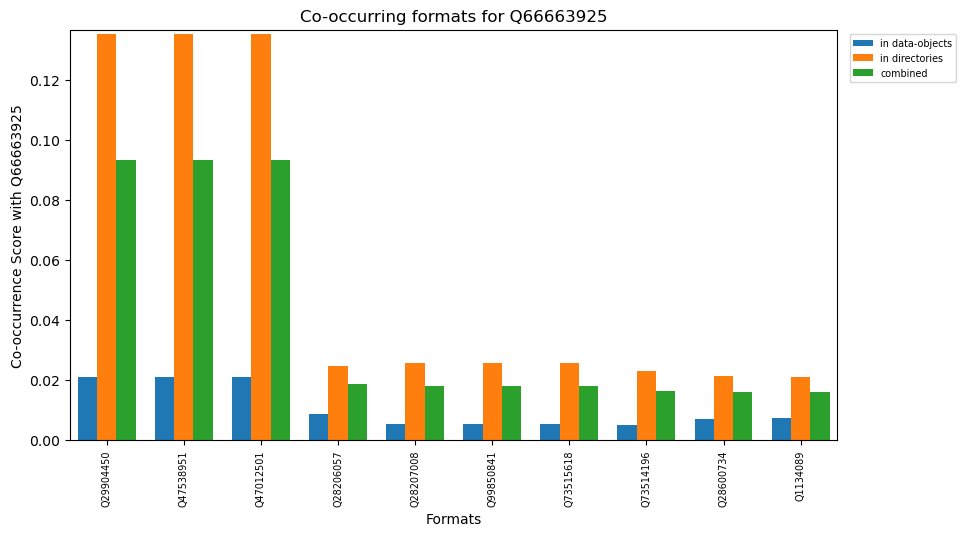 Co-occurring formats for Q66663925
in data-objects
in directories
combined
Co-occurrence Score with Q66663925
0.12
0.10
0.08
0.06
0.04
0.02
0.00
Q29904450
Q47538951
Q47012501
Q28206057
Q28207008
Q99850841
Q73515618
Q73514196
Q28600734
Q1134089
Formats